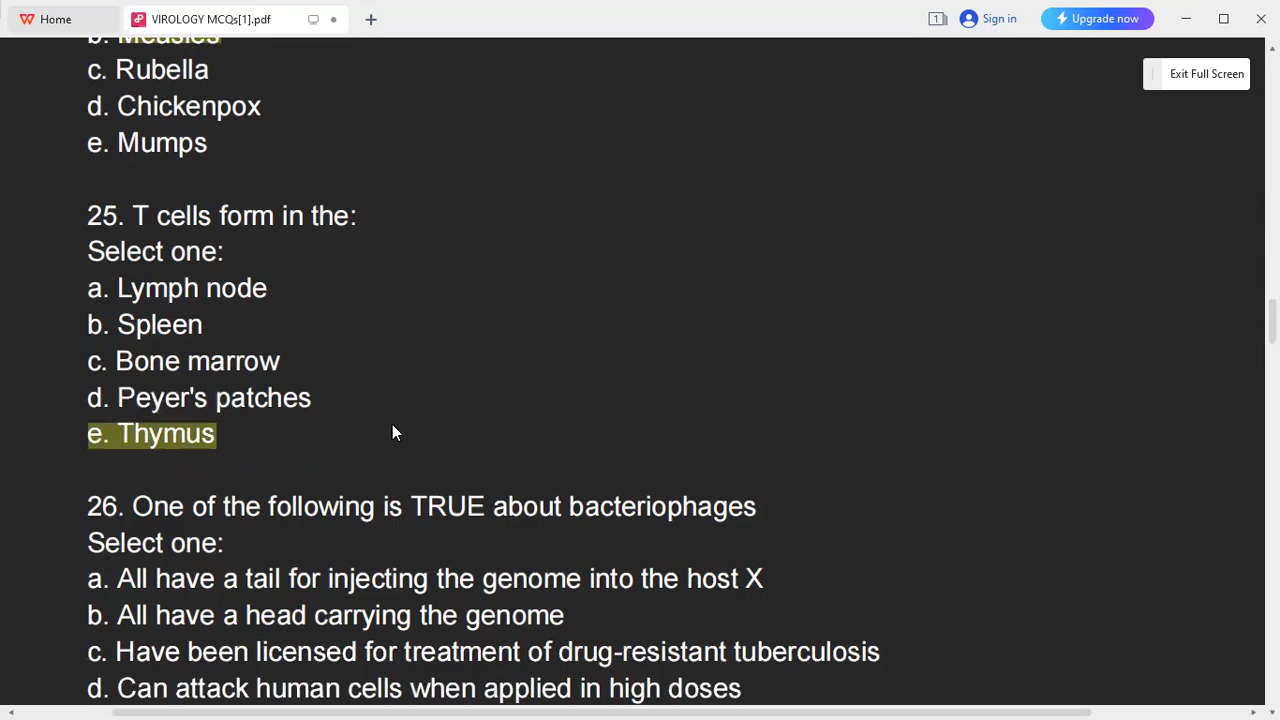 Home
VIROLOGY MCQs[1].pdf
1
Sign in
Upgrade now
Exit Full Screen
b. Measles
c. Rubella
d. Chickenpox
e. Mumps
25. T cells form in the:
Select one:
a. Lymph node
b. Spleen
c. Bone marrow
d. Peyer's patches
e. Thymus
26. One of the following is TRUE about bacteriophages
Select one:
a. All have a tail for injecting the genome into the host X
b. All have a head carrying the genome
c. Have been licensed for treatment of drug-resistant tuberculosis
d. Can attack human cells when applied in high doses